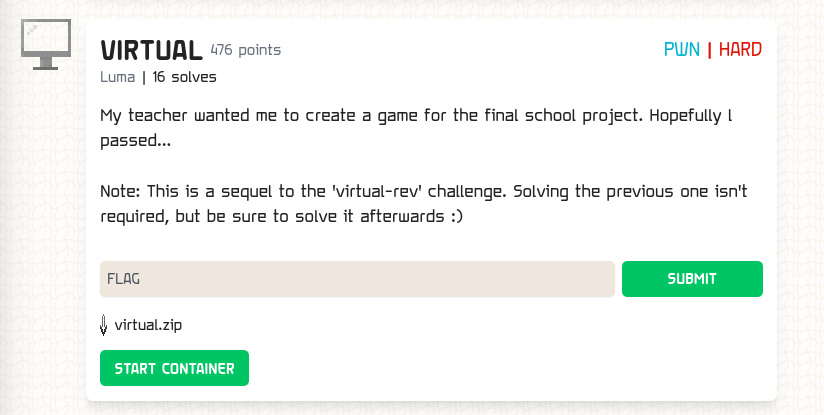 VIRTUAL 476 points PWN | HARD
Luma | 16 solves
My teacher wanted me to create a game for the final school project. Hopefully I
passed...
Note: This is a sequel to the 'virtual-rev' challenge. Solving the previous one isn't
required, but be sure to solve it afterwards :)
FLAG SUBMIT
virtual.zip
START CONTAINER